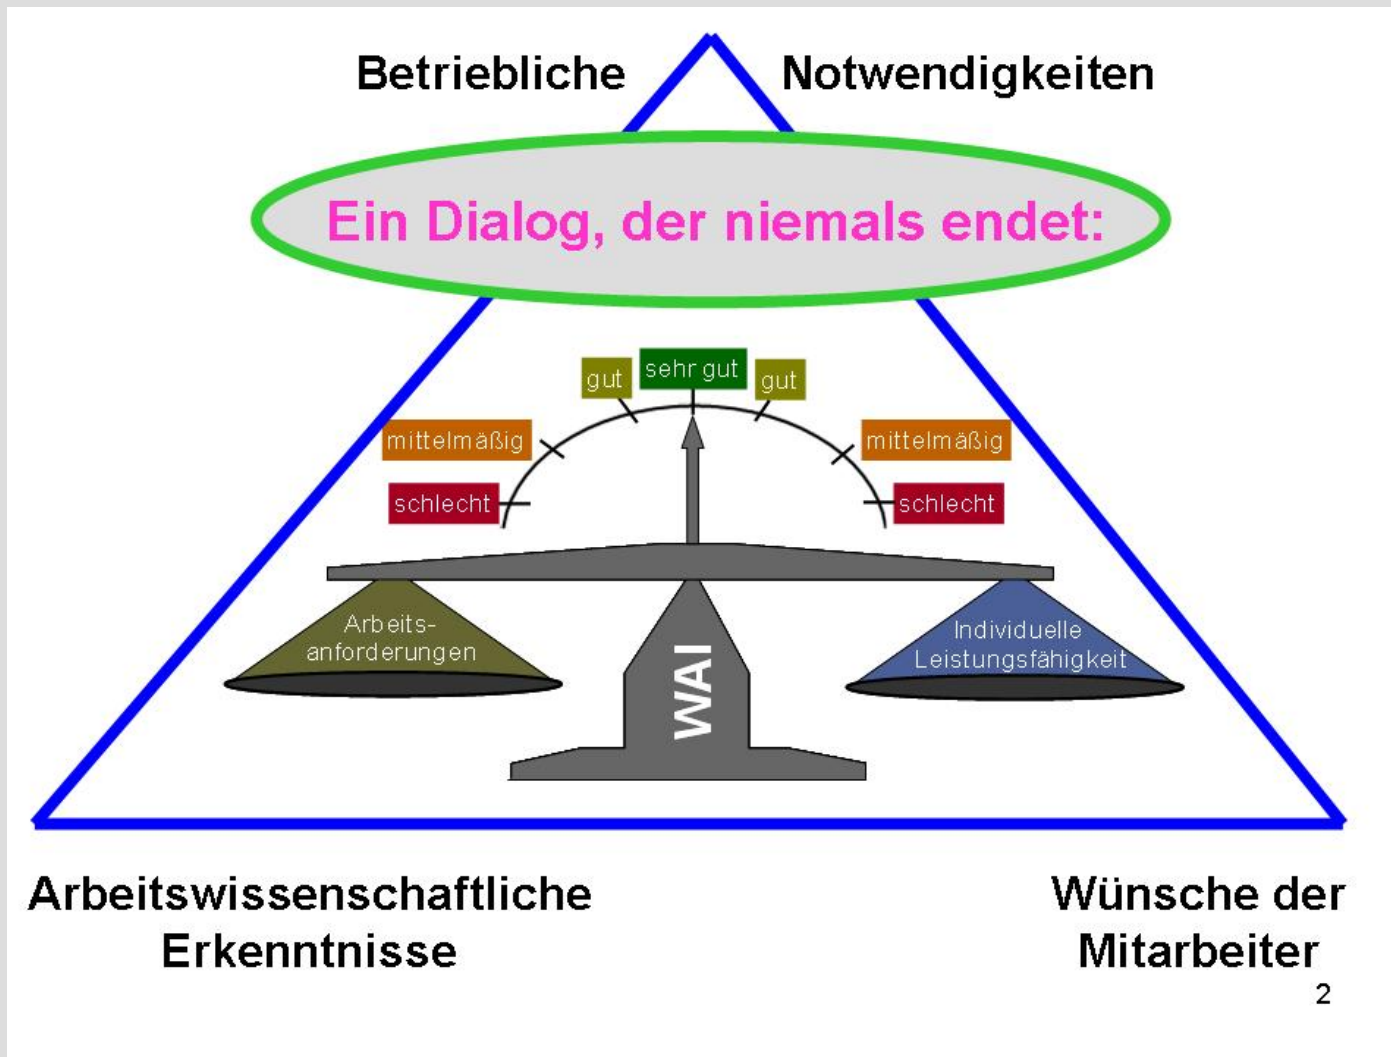 Betriebliche Notwendigkeiten
Ein Dialog, der niemals endet:
sehr gut
gut gut
mittelmäßig mittelmäßig
schlecht schlecht
Arbeits-
anforderungen
Individuelle
Leistungsfähigkeit
WAI
Arbeitswissenschaftliche
Erkenntnisse
Wünsche der
Mitarbeiter
2